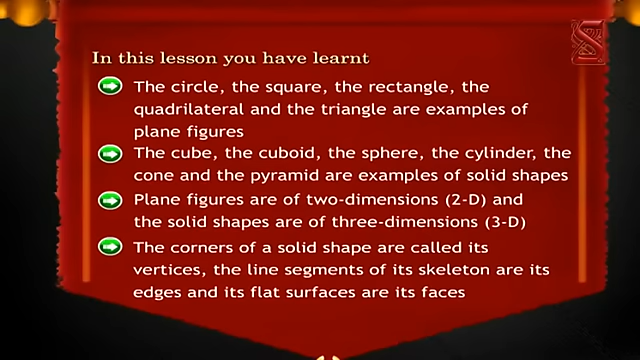 In this lesson you have learnt
The circle, the square, the rectangle, the
quadrilateral and the triangle are examples of
plane figures
The cube, the cuboid, the sphere, the cylinder, the
cone and the pyramid are examples of solid shapes
Plane figures are of two-dimensions (2-D) and
the solid shapes are of three-dimensions (3-D)
The corners of a solid shape are called its
vertices, the line segments of its skeleton are its
edges and its flat surfaces are its faces